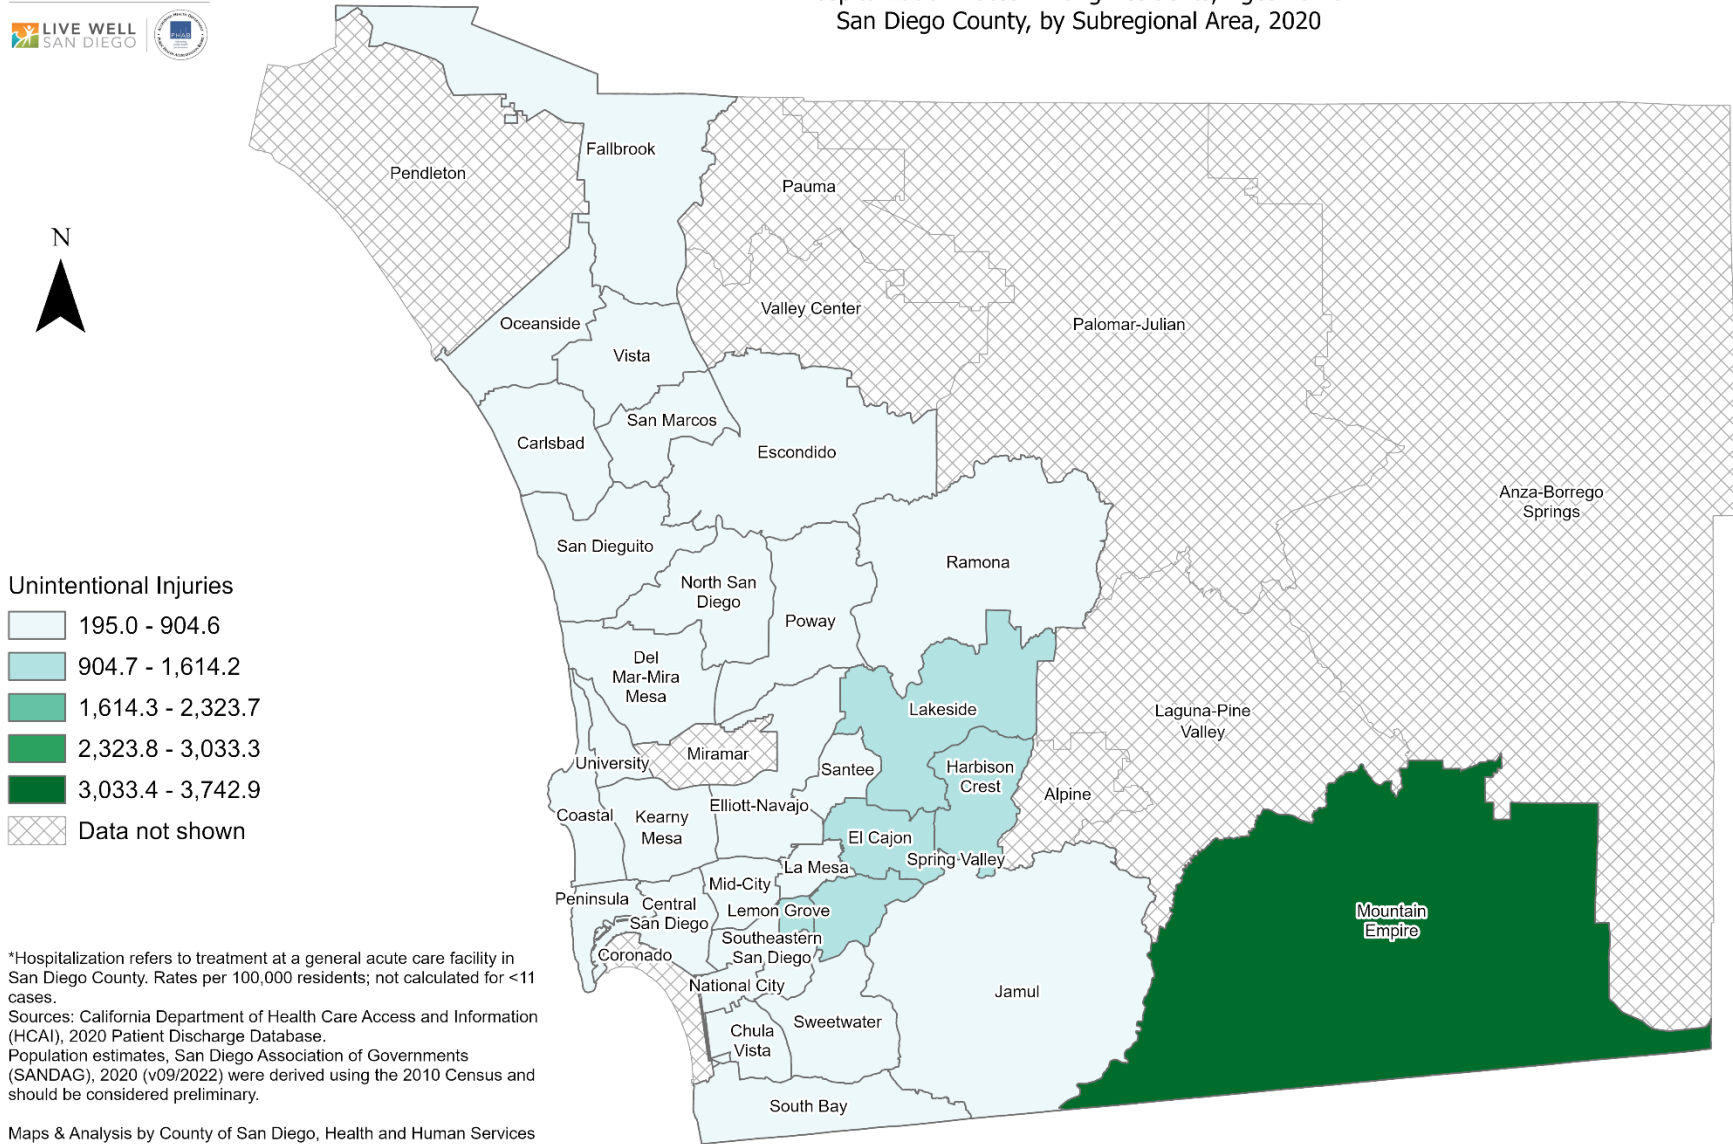 LIVE WELL
SAN DIEGO
PHAB
San Diego County, by Subregional Area, 2020
N
Fallbrook
Pendleton
Pauma
Valley Center
Palomar-Julian
Oceanside
Vista
San Marcos
Carlsbad
Escondido
Anza-Borrego
Springs
San Dieguito
Ramona
North San
Diego
Poway
Del
Mar-Mira
Mesa
Lakeside
Laguna-Pine
Valley
Miramar
University
Santee
Harbison
Crest
Alpine
Elliott-Navajo
Coastal
Kearny
Mesa
El Cajon
Spring Valley
La Mesa
Mid-City
Peninsula
Central
San Diego
Lemon Grove
Mountain
Empire
Southeastern
San Diego
Coronado
National City
Jamul
Sweetwater
Chula
Vista
South Bay
Unintentional Injuries
195.0 - 904.6
904.7 - 1,614.2
1,614.3 - 2,323.7
2,323.8 - 3,033.3
3,033.4 - 3,742.9
Data not shown
*Hospitalization refers to treatment at a general acute care facility in
San Diego County. Rates per 100,000 residents; not calculated for <11
cases.
Sources: California Department of Health Care Access and Information
(HCAI), 2020 Patient Discharge Database.
Population estimates, San Diego Association of Governments
(SANDAG), 2020 (v09/2022) were derived using the 2010 Census and
should be considered preliminary.
Maps & Analysis by County of San Diego, Health and Human Services